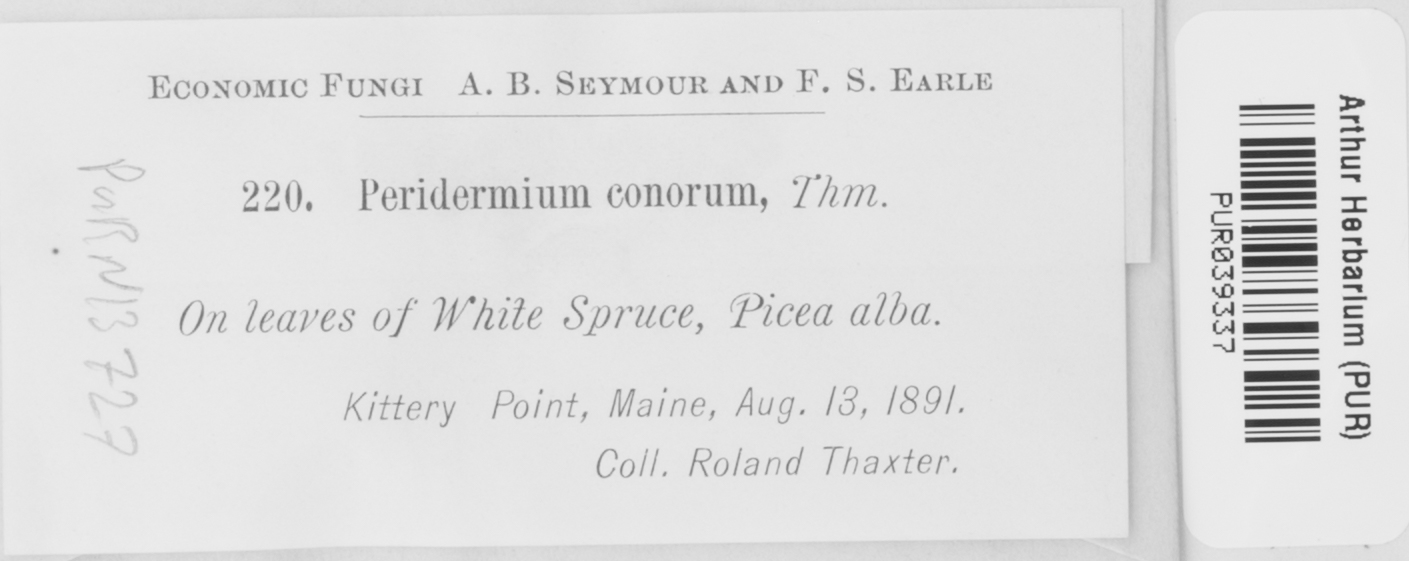 ECONOMIC FUNGI A. B. SEYMOUR AND F. S. EARLE
220. Peridermium conorum, Thm.
On leaves of White Spruce, Picea alba.
Kittery Point, Maine, Aug. 13, 1891.
Coll. Roland Thaxter.
PURN13727
Arthur Herbarium (PUR)
PUR039337